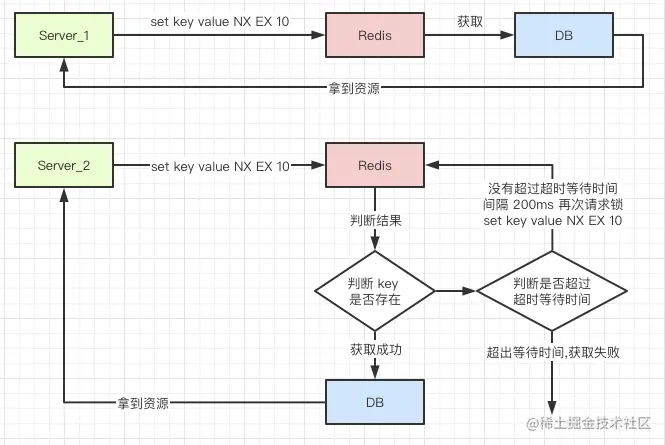 Server_1
set key value NX EX 10
Redis
获取
DB
拿到资源
Server_2
set key value NX EX 10
Redis
没有超过超时等待时间
间隔 200ms 再次请求锁
set key value NX EX 10
判断结果
判断 key
是否存在
判断是否超过
超时等待时间
获取成功
超出等待时间,获取失败
拿到资源
DB
@稀土掘金技术社区